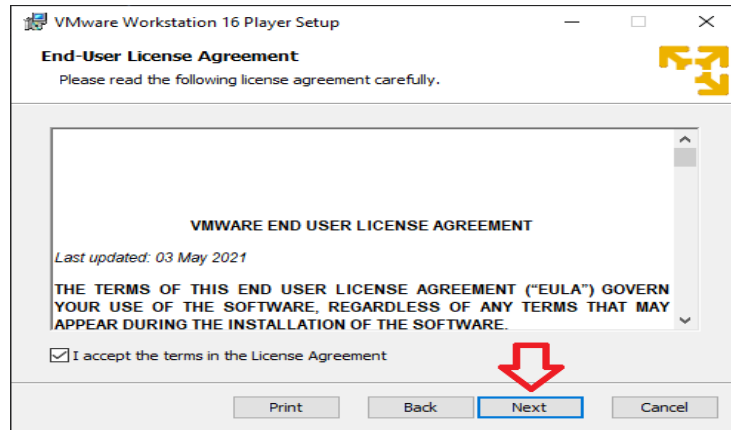 VMware Workstation 16 Player Setup
End-User License Agreement
Please read the following license agreement carefully.
VMWARE END USER LICENSE AGREEMENT
Last updated: 03 May 2021
THE TERMS OF THIS END USER LICENSE AGREEMENT (“EULA”) GOVERN
YOUR USE OF THE SOFTWARE, REGARDLESS OF ANY TERMS THAT MAY
APPEAR DURING THE INSTALLATION OF THE SOFTWARE.
I accept the terms in the License Agreement
Print Back Next Cancel